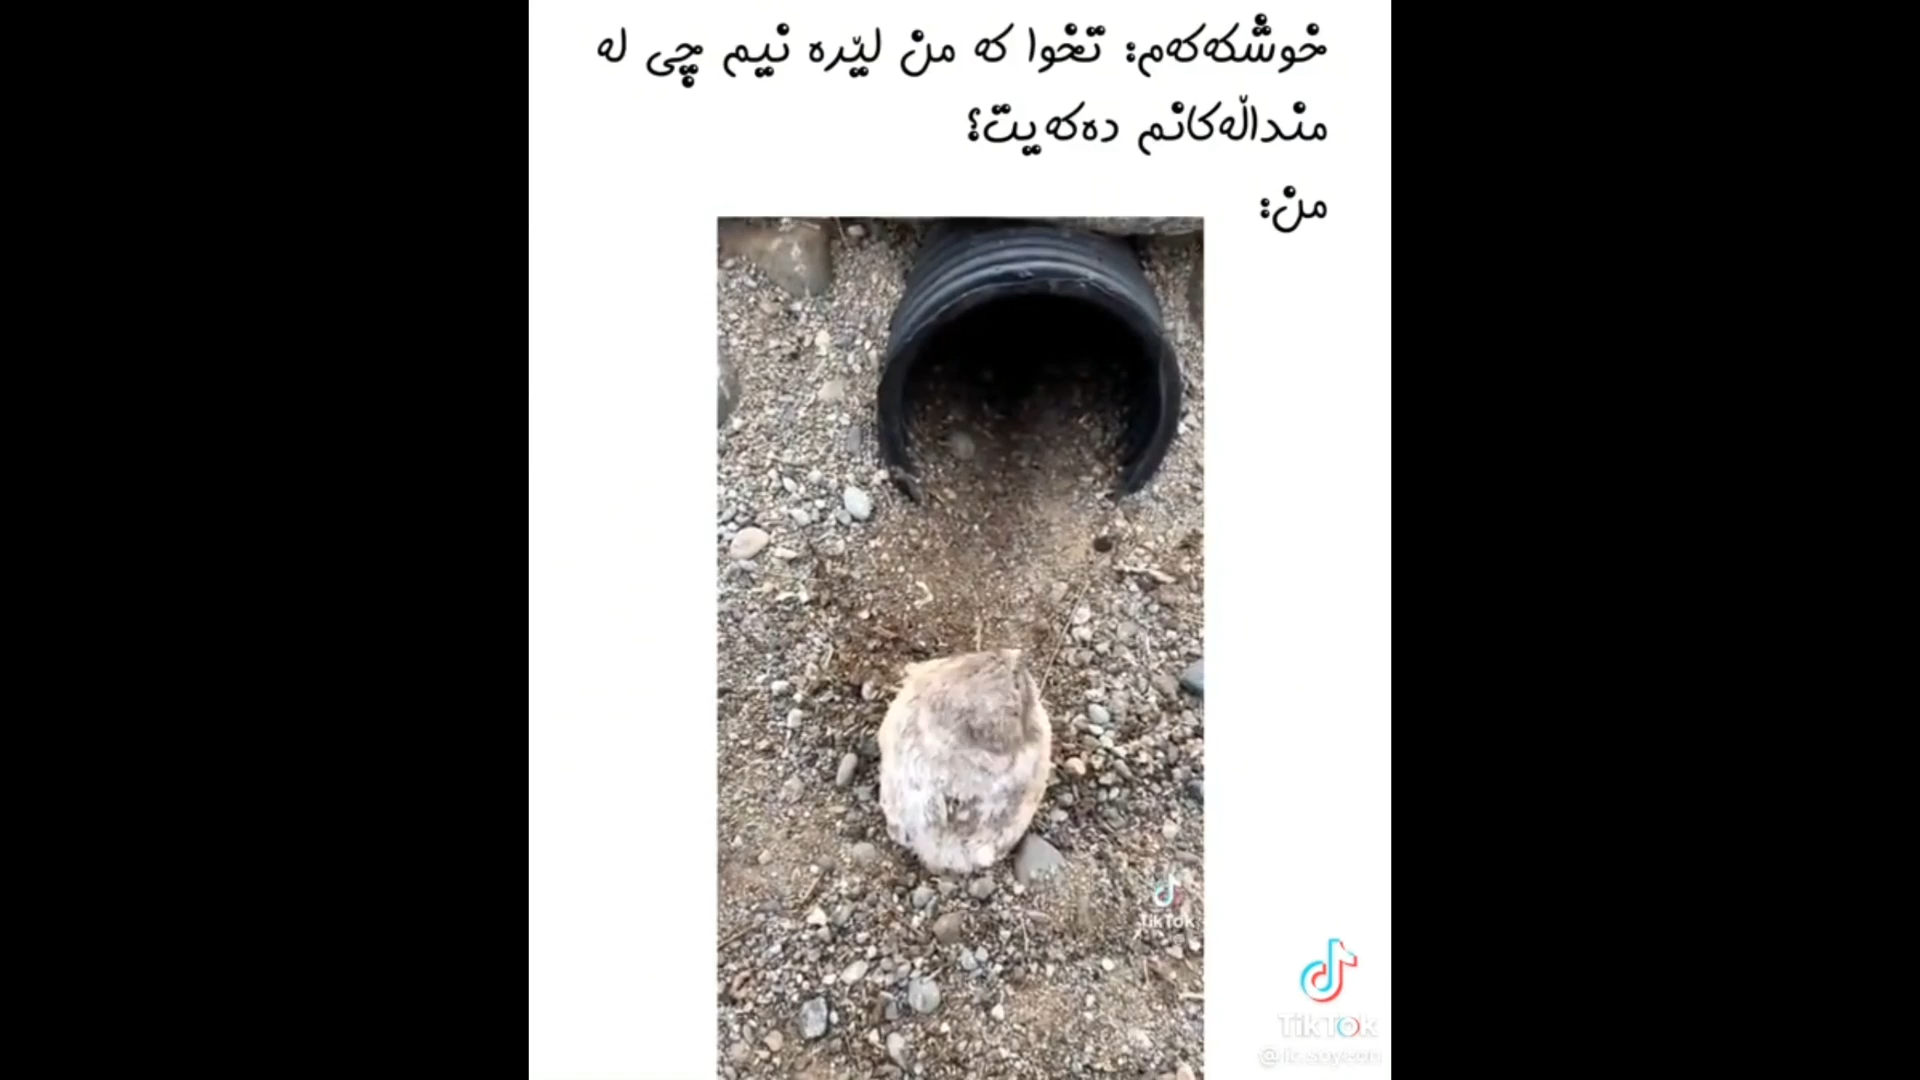 خوشکەکەم: تخوا کە من لێرە نیم چی لە
منداڵەکانم دەکەیت؟
من:
TikTok
TikTok